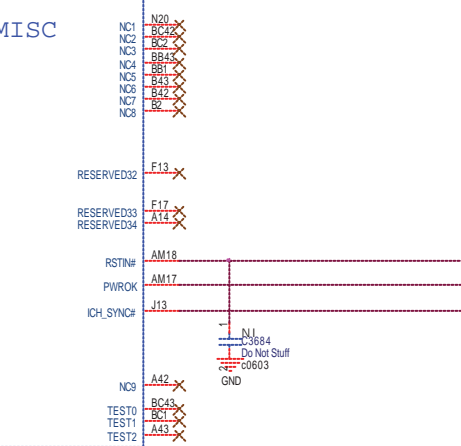 MISC
NC1 N20
NC2 BC42
NC3 BC2
NC4 BB43
NC5 BB1
NC6 B43
NC7 B42
NC8 B2
RESERVED32 F13
RESERVED33 F17
RESERVED34 A14
RSTIN# AM18
PWROK AM17
ICH_SYNC# J13
1
NI
C3684
Do Not Stuff
2 c0603
GND
NC9 A42
TEST0 BC43
TEST1 BC1
TEST2 A43